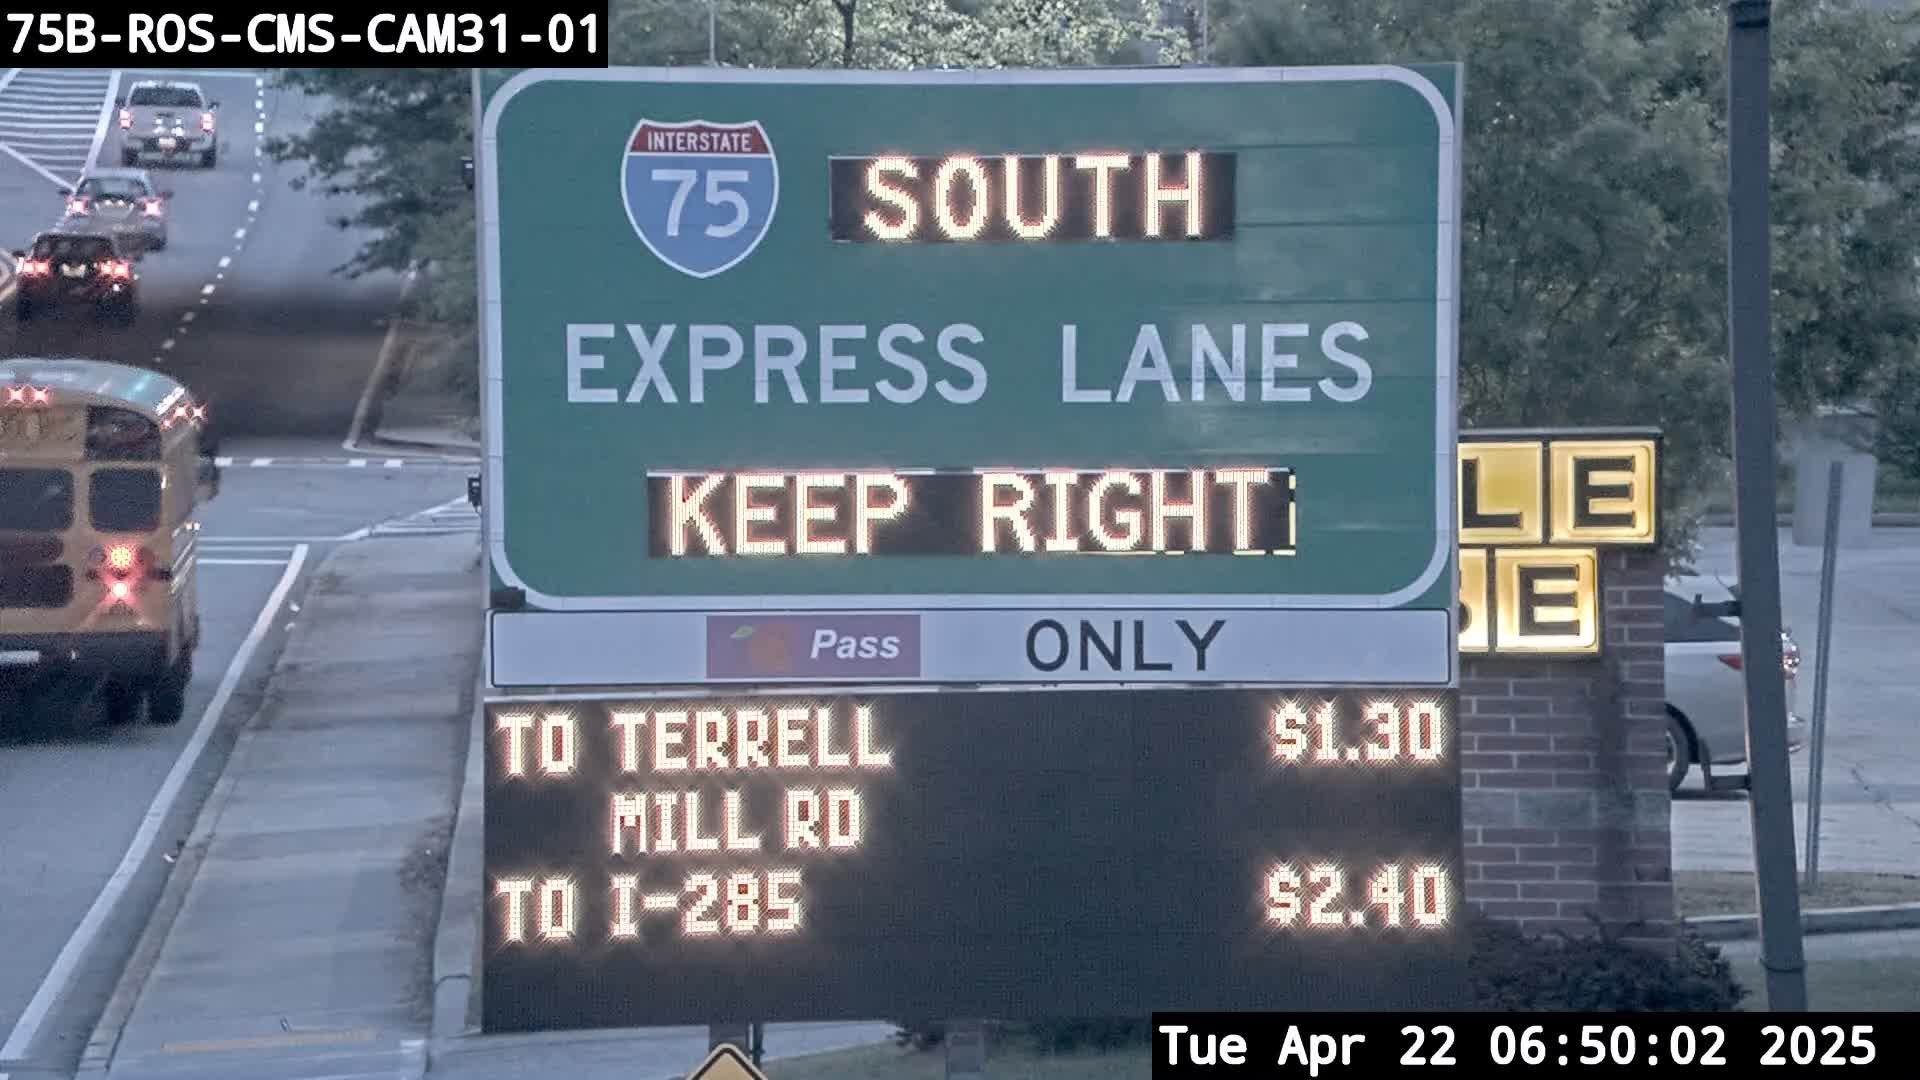 75B-ROS-CMS-CAM31-01
INTERSTATE
75
SOUTH
EXPRESS LANES
KEEP RIGHT
Pass ONLY
TO TERRELL $1.30
MILL RD
TO I-285 $2.40
LE
E
Tue Apr 22 06:50:02 2025